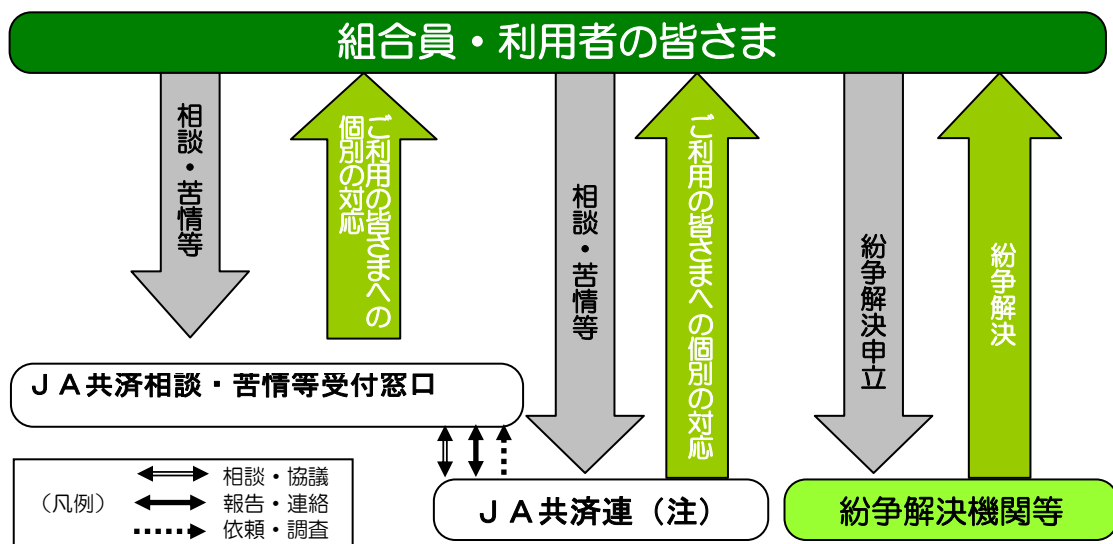 組合員・利用者の皆さま
相談・苦情等
ご利用の皆さまへの
個別の対応
相談・苦情等
ご利用の皆さまへの個別の対応
紛争解決申立
紛争解決
ＪＡ共済相談・苦情等受付窓口
ＪＡ共済連（注）
紛争解決機関等
（凡例）
相談・協議
報告・連絡
依頼・調査